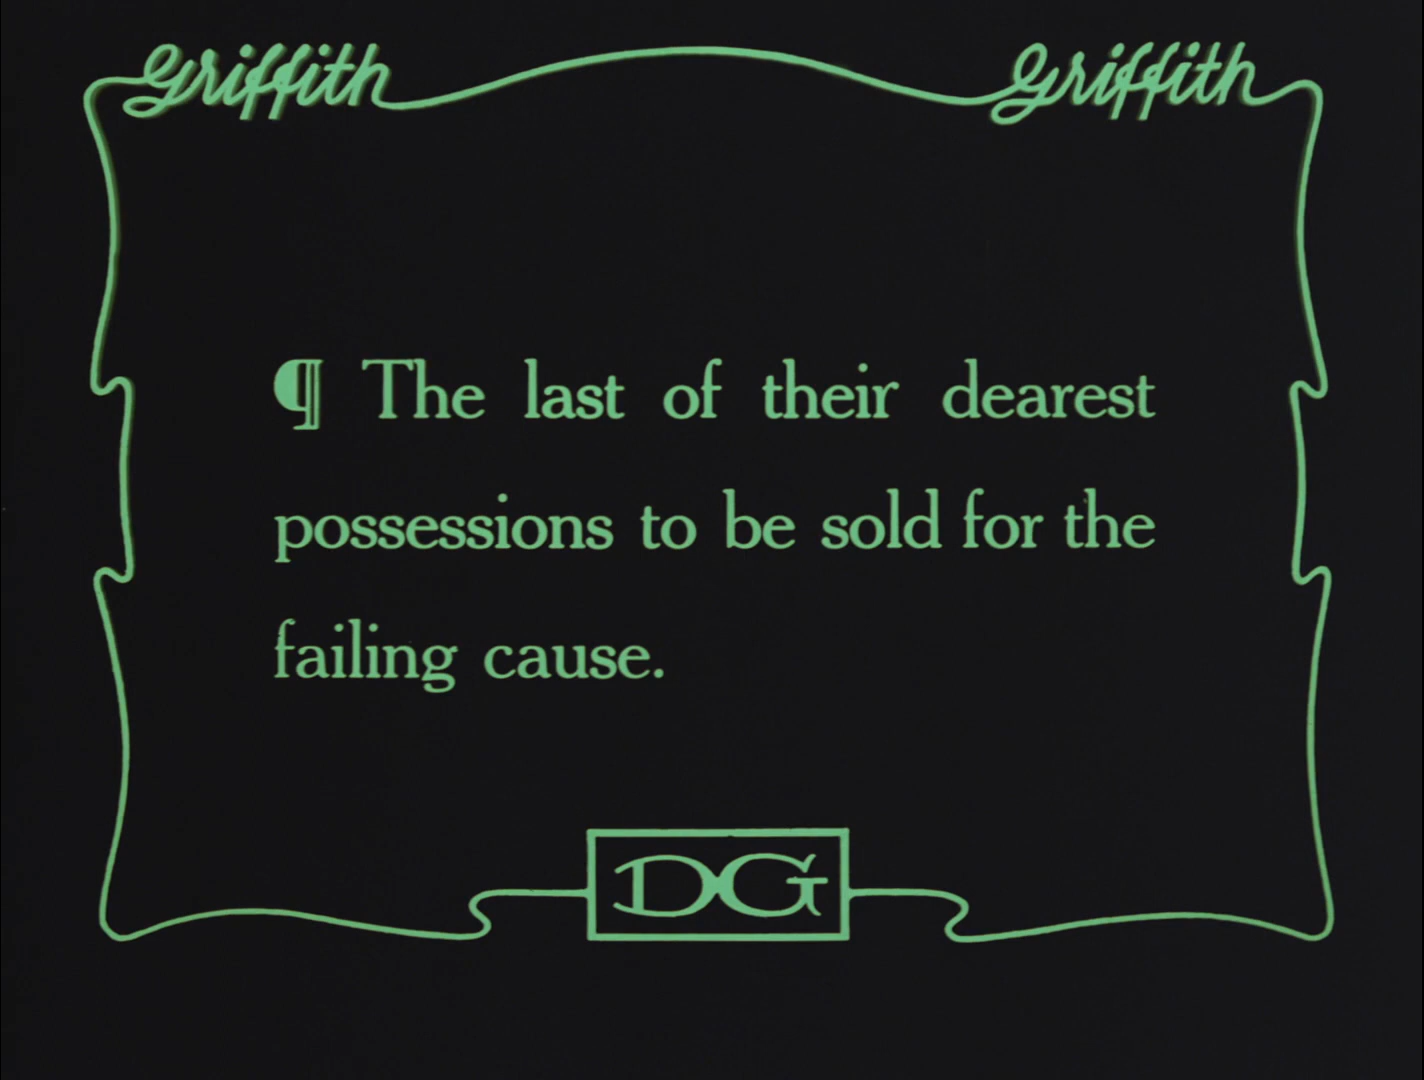 Griffith Griffith
¶ The last of their dearest
possessions to be sold for the
failing cause.
DG